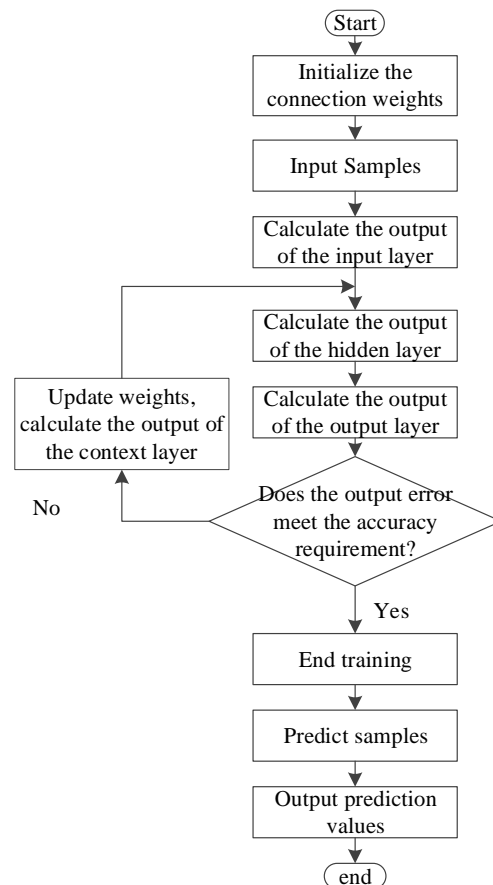 Start
Initialize the
connection weights
Input Samples
Calculate the output
of the input layer
Calculate the output
of the hidden layer
Update weights,
calculate the output of
the context layer
Calculate the output
of the output layer
Does the output error
meet the accuracy
requirement?
No
Yes
End training
Predict samples
Output prediction
values
end